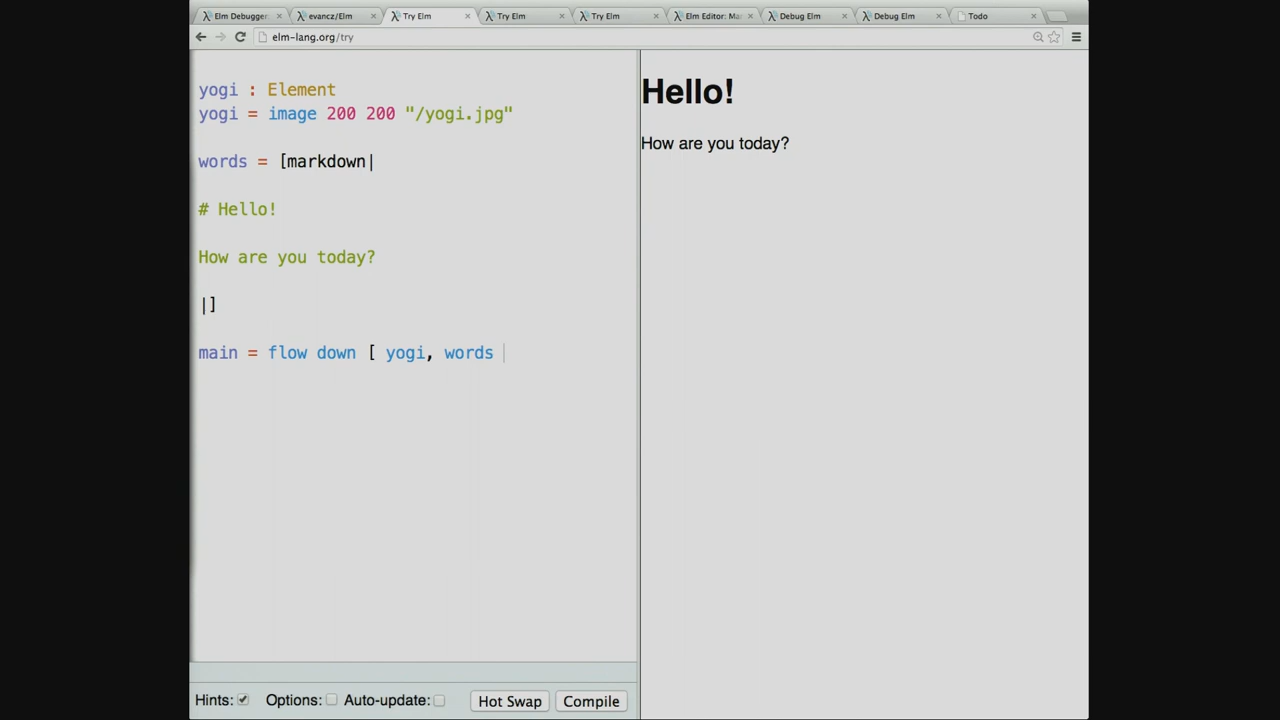 Elm Debugger
evancz/Elm
Try Elm
Try Elm
Try Elm
Elm Editor: Ma
Debug Elm
Debug Elm
Todo
elm-lang.org/try
yogi : Element
yogi = image 200 200 "/yogi.jpg"
words = [markdown|
# Hello!
How are you today?
|]
main = flow down [ yogi, words
Hello!
How are you today?
Hints:
Options:
Auto-update:
Hot Swap
Compile